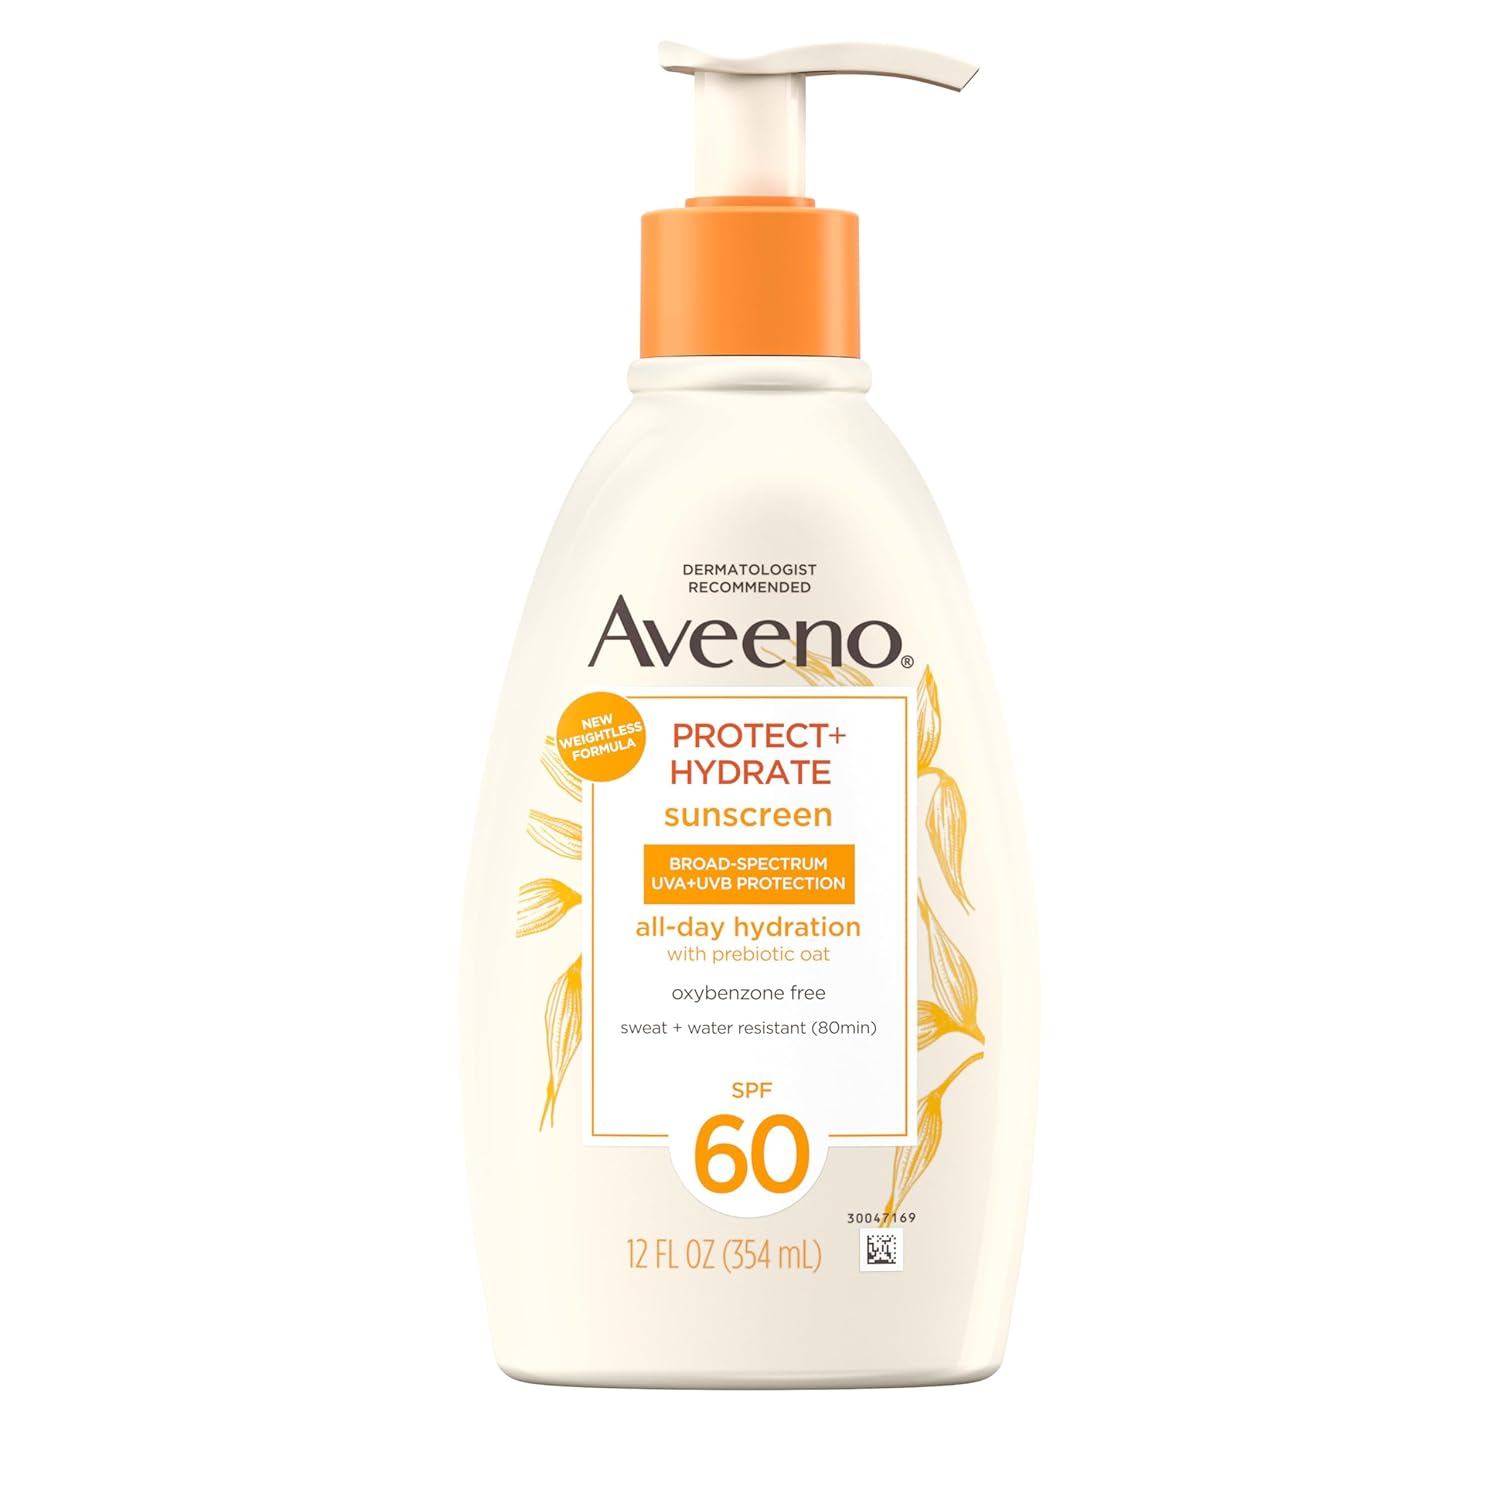 DERMATOLOGIST
RECOMMENDED
Aveeno®
NEW
WEIGHTLESS
FORMULA
PROTECT+
HYDRATE
sunscreen
BROAD-SPECTRUM
UVA+UVB PROTECTION
all-day hydration
with prebiotic oat
oxybenzone free
sweat + water resistant (80min)
SPF
60
30047169
12 FL OZ (354 mL)